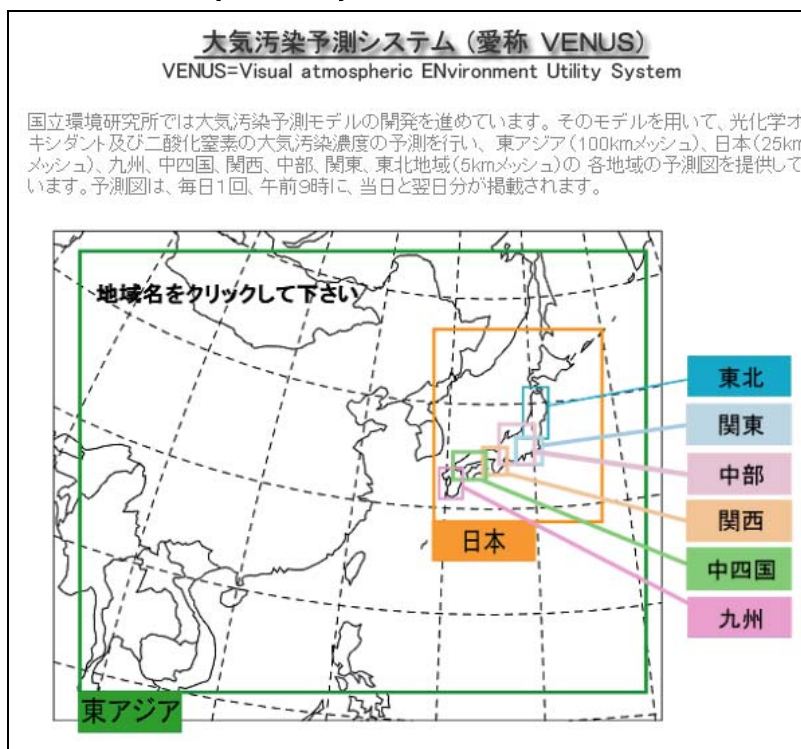 大気汚染予測システム（愛称 VENUS）
VENUS=Visual atmospheric ENvironment Utility System
国立環境研究所では大気汚染予測モデルの開発を進めています。そのモデルを用いて、光化学オ
キシダント及び二酸化窒素の大気汚染濃度の予測を行い、東アジア(100kmメッシュ)、日本(25km
メッシュ)、九州、中四国、関西、中部、関東、東北地域(5kmメッシュ)の 各地域の予測図を提供して
います。予測図は、毎日1回、午前9時に、当日と翌日分が掲載されます。
地域名をクリックして下さい
東北
関東
中部
関西
中四国
九州
日本
東アジア